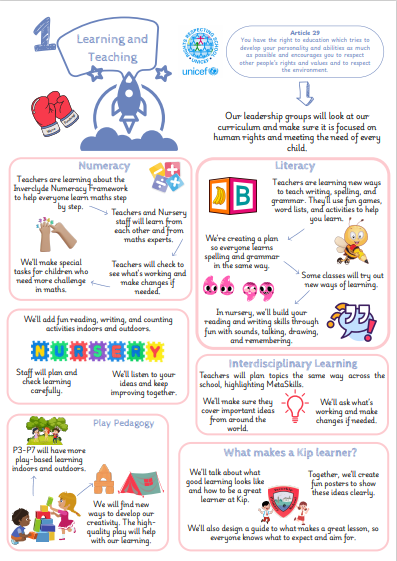 1
Learning and
Teaching
RIGHTS RESPECTING SCHOOLS
UNICEF
unicef
Article 29
You have the right to education which tries to
develop your personality and abilities as much
as possible and encourages you to respect
other people's rights and values and to respect
the environment.
Our leadership groups will look at our
curriculum and make sure it is focused on
human rights and meeting the need of every
child.
Numeracy
Teachers are learning about the
Inverclyde Numeracy Framework
to help everyone learn maths step
by step.
Teachers and Nursery
staff will learn from
each other and from
maths experts.
We'll make special
tasks for children who
need more challenge
in maths.
Teachers will check to
see what's working and
make changes if
needed.
Literacy
B
Teachers are learning new ways
to teach writing, spelling, and
grammar. They'll use fun games,
word lists, and activities to help
you learn.
We're creating a plan
so everyone learns
spelling and grammar
in the same way.
Some classes will try out
new ways of learning.
In nursery, we'll build your
reading and writing skills through
fun with sounds, talking, drawing,
and remembering.
We'll add fun reading, writing, and counting
activities indoors and outdoors.
NURSERY
Staff will plan and
check learning
carefully.
We'll listen to your
ideas and keep
improving together.
Interdisciplinary Learning
Teachers will plan topics the same way across the
school, highlighting MetaSkills.
We'll make sure they
cover important ideas
from around the
world.
We'll ask what's
working and make
changes if needed.
Play Pedagogy
P3-P7 will have more
play-based learning
indoors and outdoors.
We will find new
ways to develop our
creativity. The high-
quality play will help
with our learning.
What makes a Kip learner?
We'll talk about what
good learning looks like
and how to be a great
learner at Kip.
Together, we'll create
fun posters to show
these ideas clearly.
We'll also design a guide to what makes a great lesson, so
everyone knows what to expect and aim for.